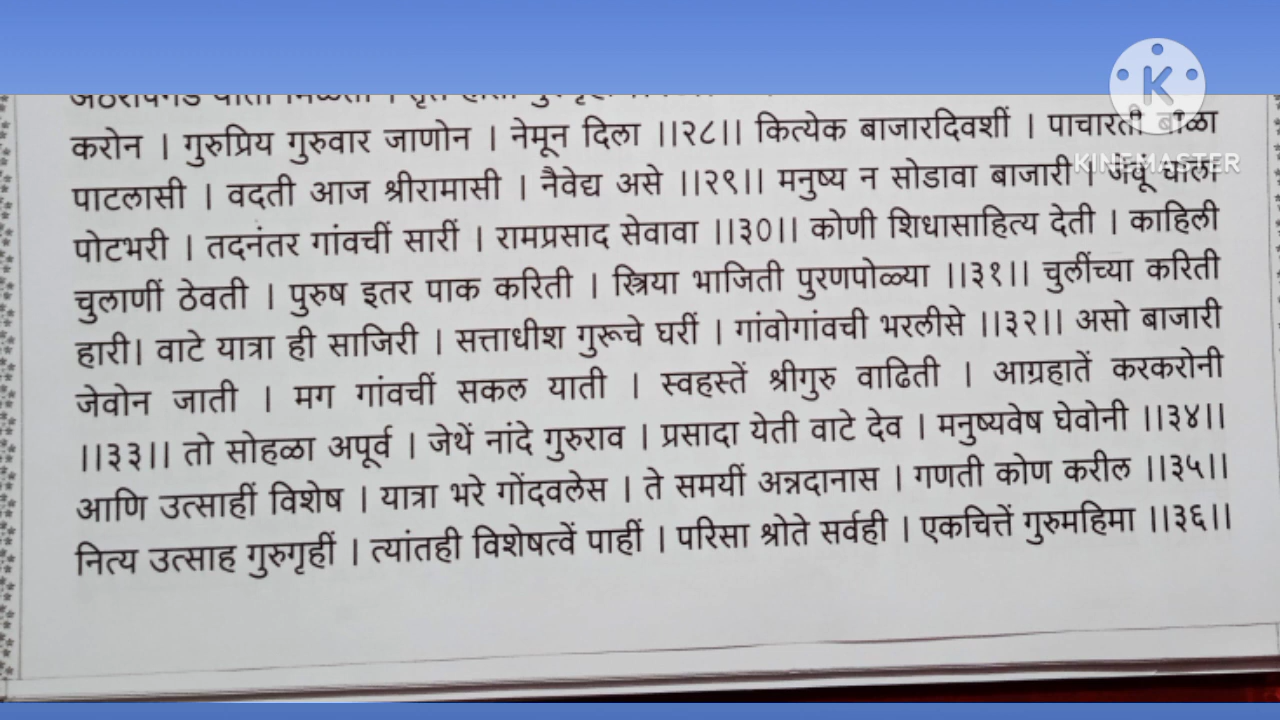 करोन । गुरुप्रिय गुरुवार जाणोन । नेमून दिला ।।२८।। कित्येक बाजारदिवशीं । पाचारती बाळा
पाटलासी । वदती आज श्रीरामासी । नैवेद्य असे ।।२९।। मनुष्य न सोडावा बाजारी । जेवूं घाला
पोटभरी । तदनंतर गांवचीं सारीं । रामप्रसाद सेवावा ।।३०।। कोणी शिधासाहित्य देती । काहिली
चुलाणीं ठेवती । पुरुष इतर पाक करिती । स्त्रिया भाजिती पुरणपोळ्या ।।३१।। चुलींच्या करिती
हारी। वाटे यात्रा ही साजिरी । सत्ताधीश गुरूचे घरीं । गांवोगांवची भरलीसे ।।३२।। असो बाजारी
जेवोन जाती । मग गांवचीं सकल याती । स्वहस्तें श्रीगुरु वाढिती । आग्रहातें करकरोनी
।।३३।। तो सोहळा अपूर्व । जेथें नांदे गुरुराव । प्रसादा येती वाटे देव । मनुष्यवेष घेवोनी ।।३४।।
आणि उत्साहीं विशेष । यात्रा भरे गोंदवलेस । ते समयीं अन्नदानास । गणती कोण करील ।।३५।।
नित्य उत्साह गुरुगृहीं । त्यांतही विशेषत्वें पाहीं । परिसा श्रोते सर्वही । एकचित्तें गुरुमहिमा ।।३६।।
K
KINEMASTER